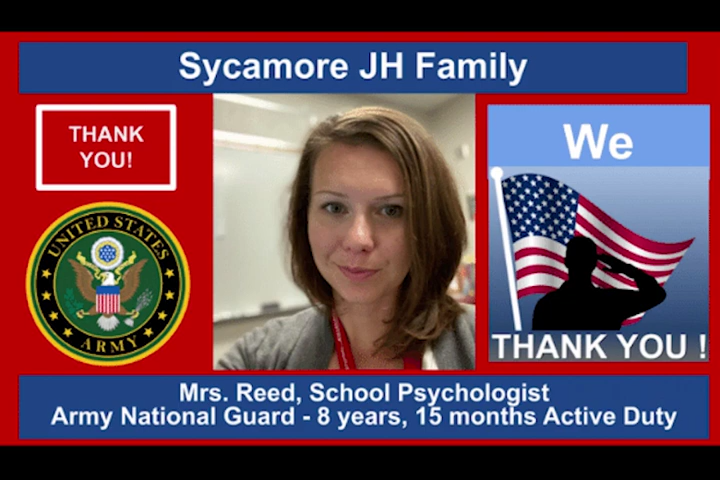 Sycamore JH Family
THANK
YOU!
UNITED STATES
ARMY
We
THANK YOU !
Mrs. Reed, School Psychologist
Army National Guard - 8 years, 15 months Active Duty